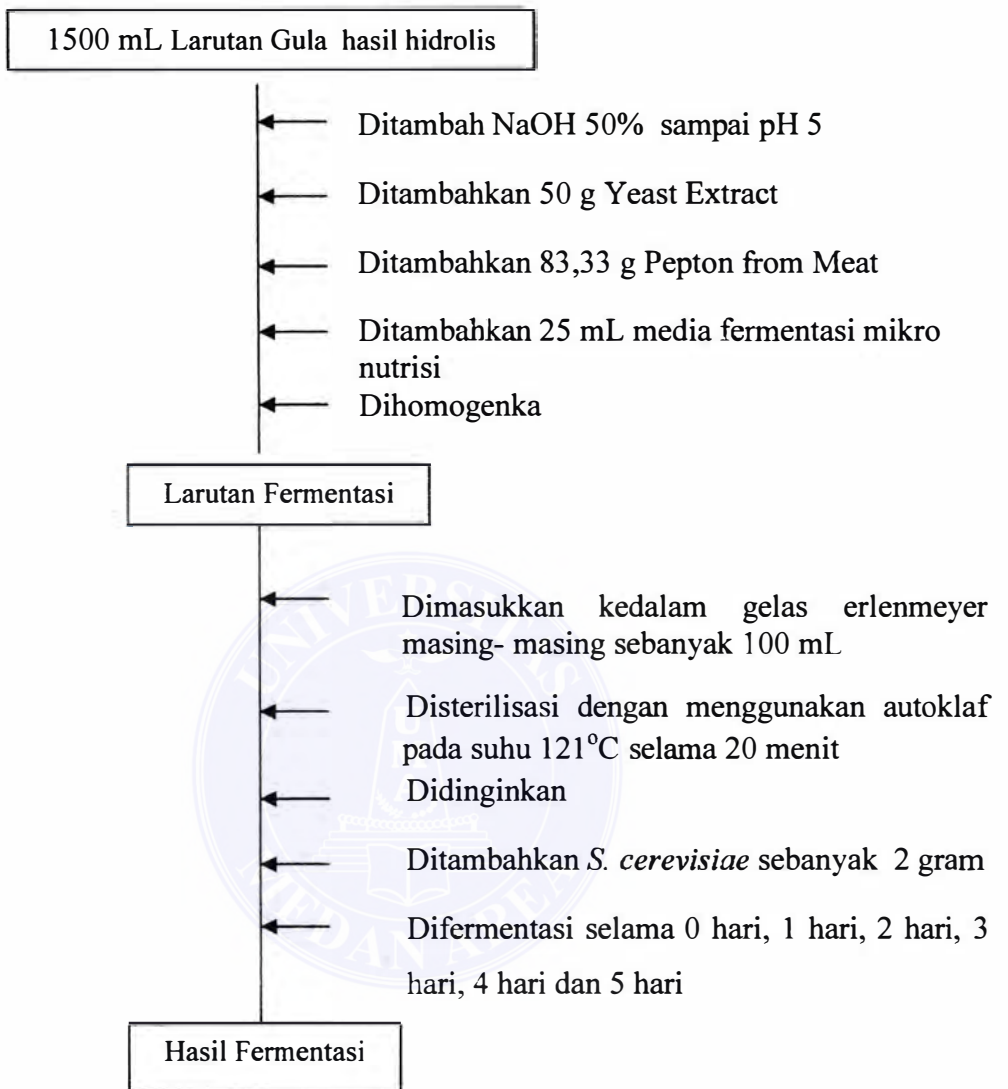 1500 mL Larutan Gula hasil hidrolis
Ditambah NaOH 50% sampai pH 5
Ditambahkan 50 g Yeast Extract
Ditambahkan 83,33 g Pepton from Meat
Ditambahkan 25 mL media fermentasi mikro
nutrisi
Dihomogenka
Larutan Fermentasi
Dimasukkan kedalam gelas erlenmeyer
masing- masing sebanyak 100 mL
Disterilisasi dengan menggunakan autoklaf
pada suhu 121°C selama 20 menit
Didinginkan
Ditambahkan S. cerevisiae sebanyak 2 gram
Difermentasi selama 0 hari, 1 hari, 2 hari, 3
hari, 4 hari dan 5 hari
Hasil Fermentasi
UNIVERSITAS
MEDAN AREA